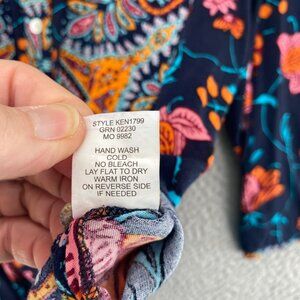 STYLE KEN1799
GRN 02230
MO 9982
HAND WASH
COLD
NO BLEACH
LAY FLAT TO DRY
WARM IRON
ON REVERSE SIDE
IF NEEDED